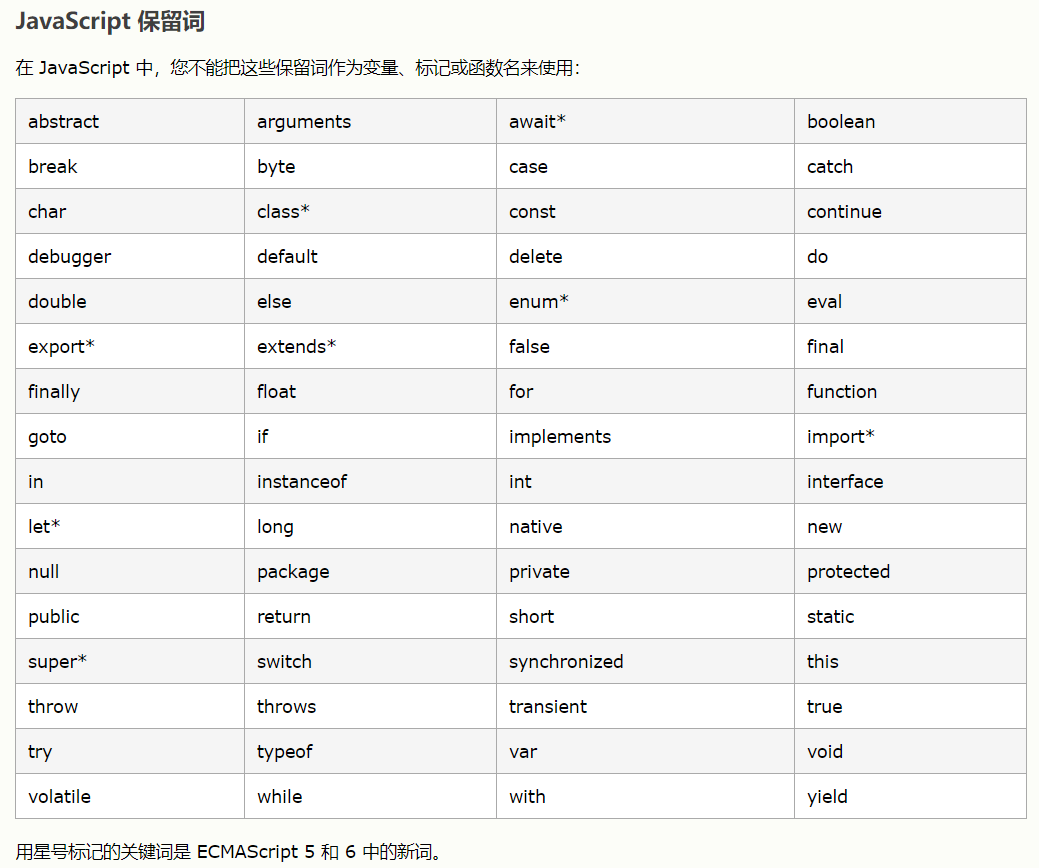 JavaScript 保留词
在 JavaScript 中，您不能把这些保留词作为变量、标记或函数名来使用：
abstract arguments await* boolean
break byte case catch
char class* const continue
debugger default delete do
double else enum* eval
export* extends* false final
finally float for function
goto if implements import*
in instanceof int interface
let* long native new
null package private protected
public return short static
super* switch synchronized this
throw throws transient true
try typeof var void
volatile while with yield
用星号标记的关键词是 ECMAScript 5 和 6 中的新词。